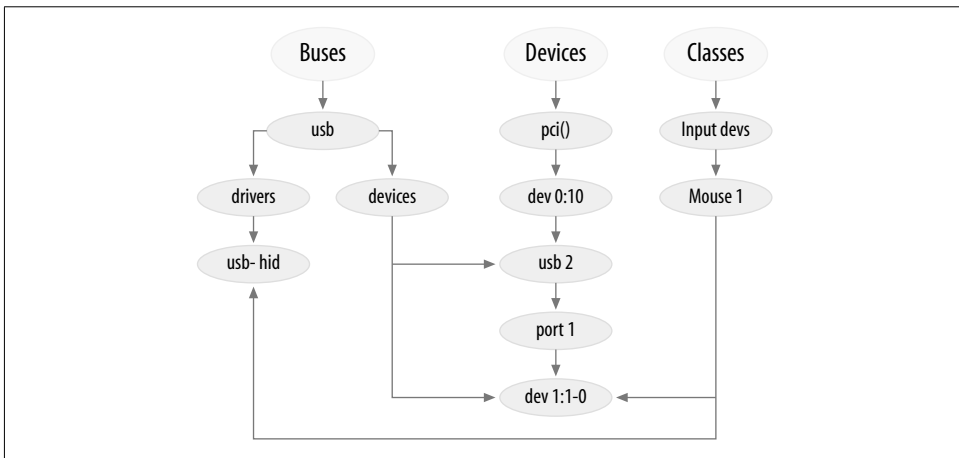 Buses
Devices
Classes
usb
pci()
Input devs
drivers
devices
dev 0:10
Mouse 1
usb- hid
usb 2
port 1
dev 1:1-0